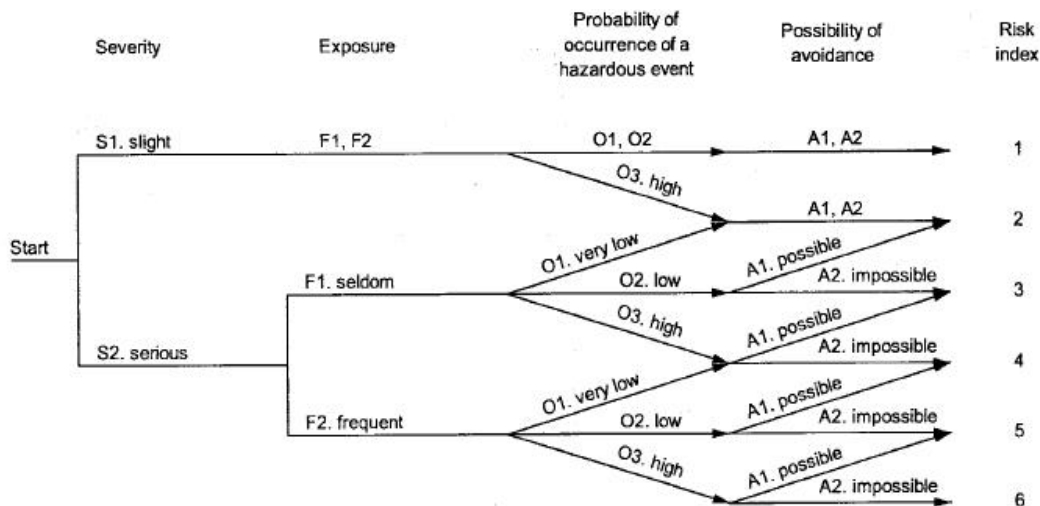 Severity
Exposure
Probability of
occurrence of a
hazardous event
Possibility of
avoidance
Risk
index
S1. slight
F1, F2
O1, O2
A1, A2
1
O3. high
A1, A2
2
Start
O1. very low
A1. possible
F1. seldom
O2. low
A2. impossible
3
O3. high
A1. possible
S2. serious
A2. impossible
4
O1. very low
A1. possible
F2. frequent
O2. low
A2. impossible
5
O3. high
A1. possible
A2. impossible
6